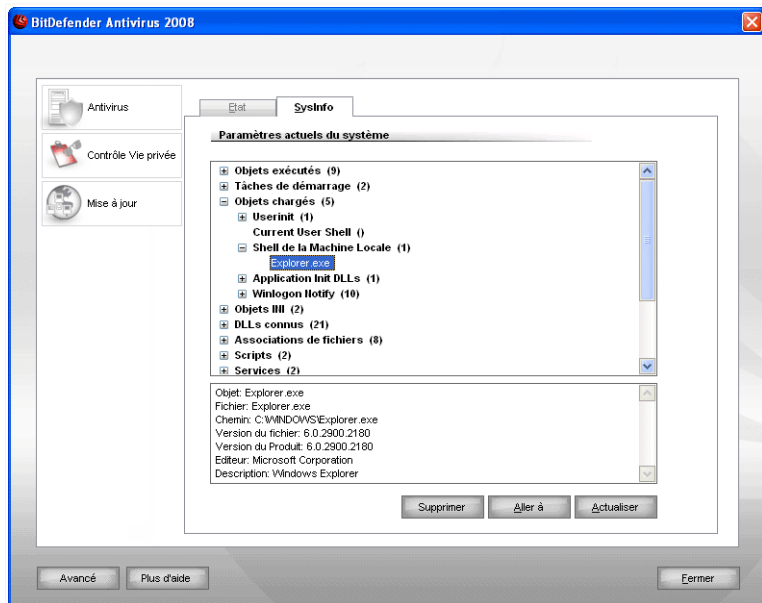 BitDefender Antivirus 2008
Antivirus
Contrôle Vie privée
Mise à jour
Etat
SysInfo
Paramètres actuels du système
Objets exécutés (9)
Tâches de démarrage (2)
Objets chargés (5)
Userinit (1)
Current User Shell ()
Shell de la Machine Locale (1)
Explorer.exe
Application Init DLLs (1)
Winlogon Notify (10)
Objets INI (2)
DLLs connus (21)
Associations de fichiers (8)
Scripts (2)
Services (2)
Objet: Explorer.exe
Fichier: Explorer.exe
Chemin: C:\WINDOWS\Explorer.exe
Version du fichier: 6.0.2900.2180
Version du Produit: 6.0.2900.2180
Editeur: Microsoft Corporation
Description: Windows Explorer
Supprimer
Aller à
Actualiser
Avancé
Plus d'aide
Fermer